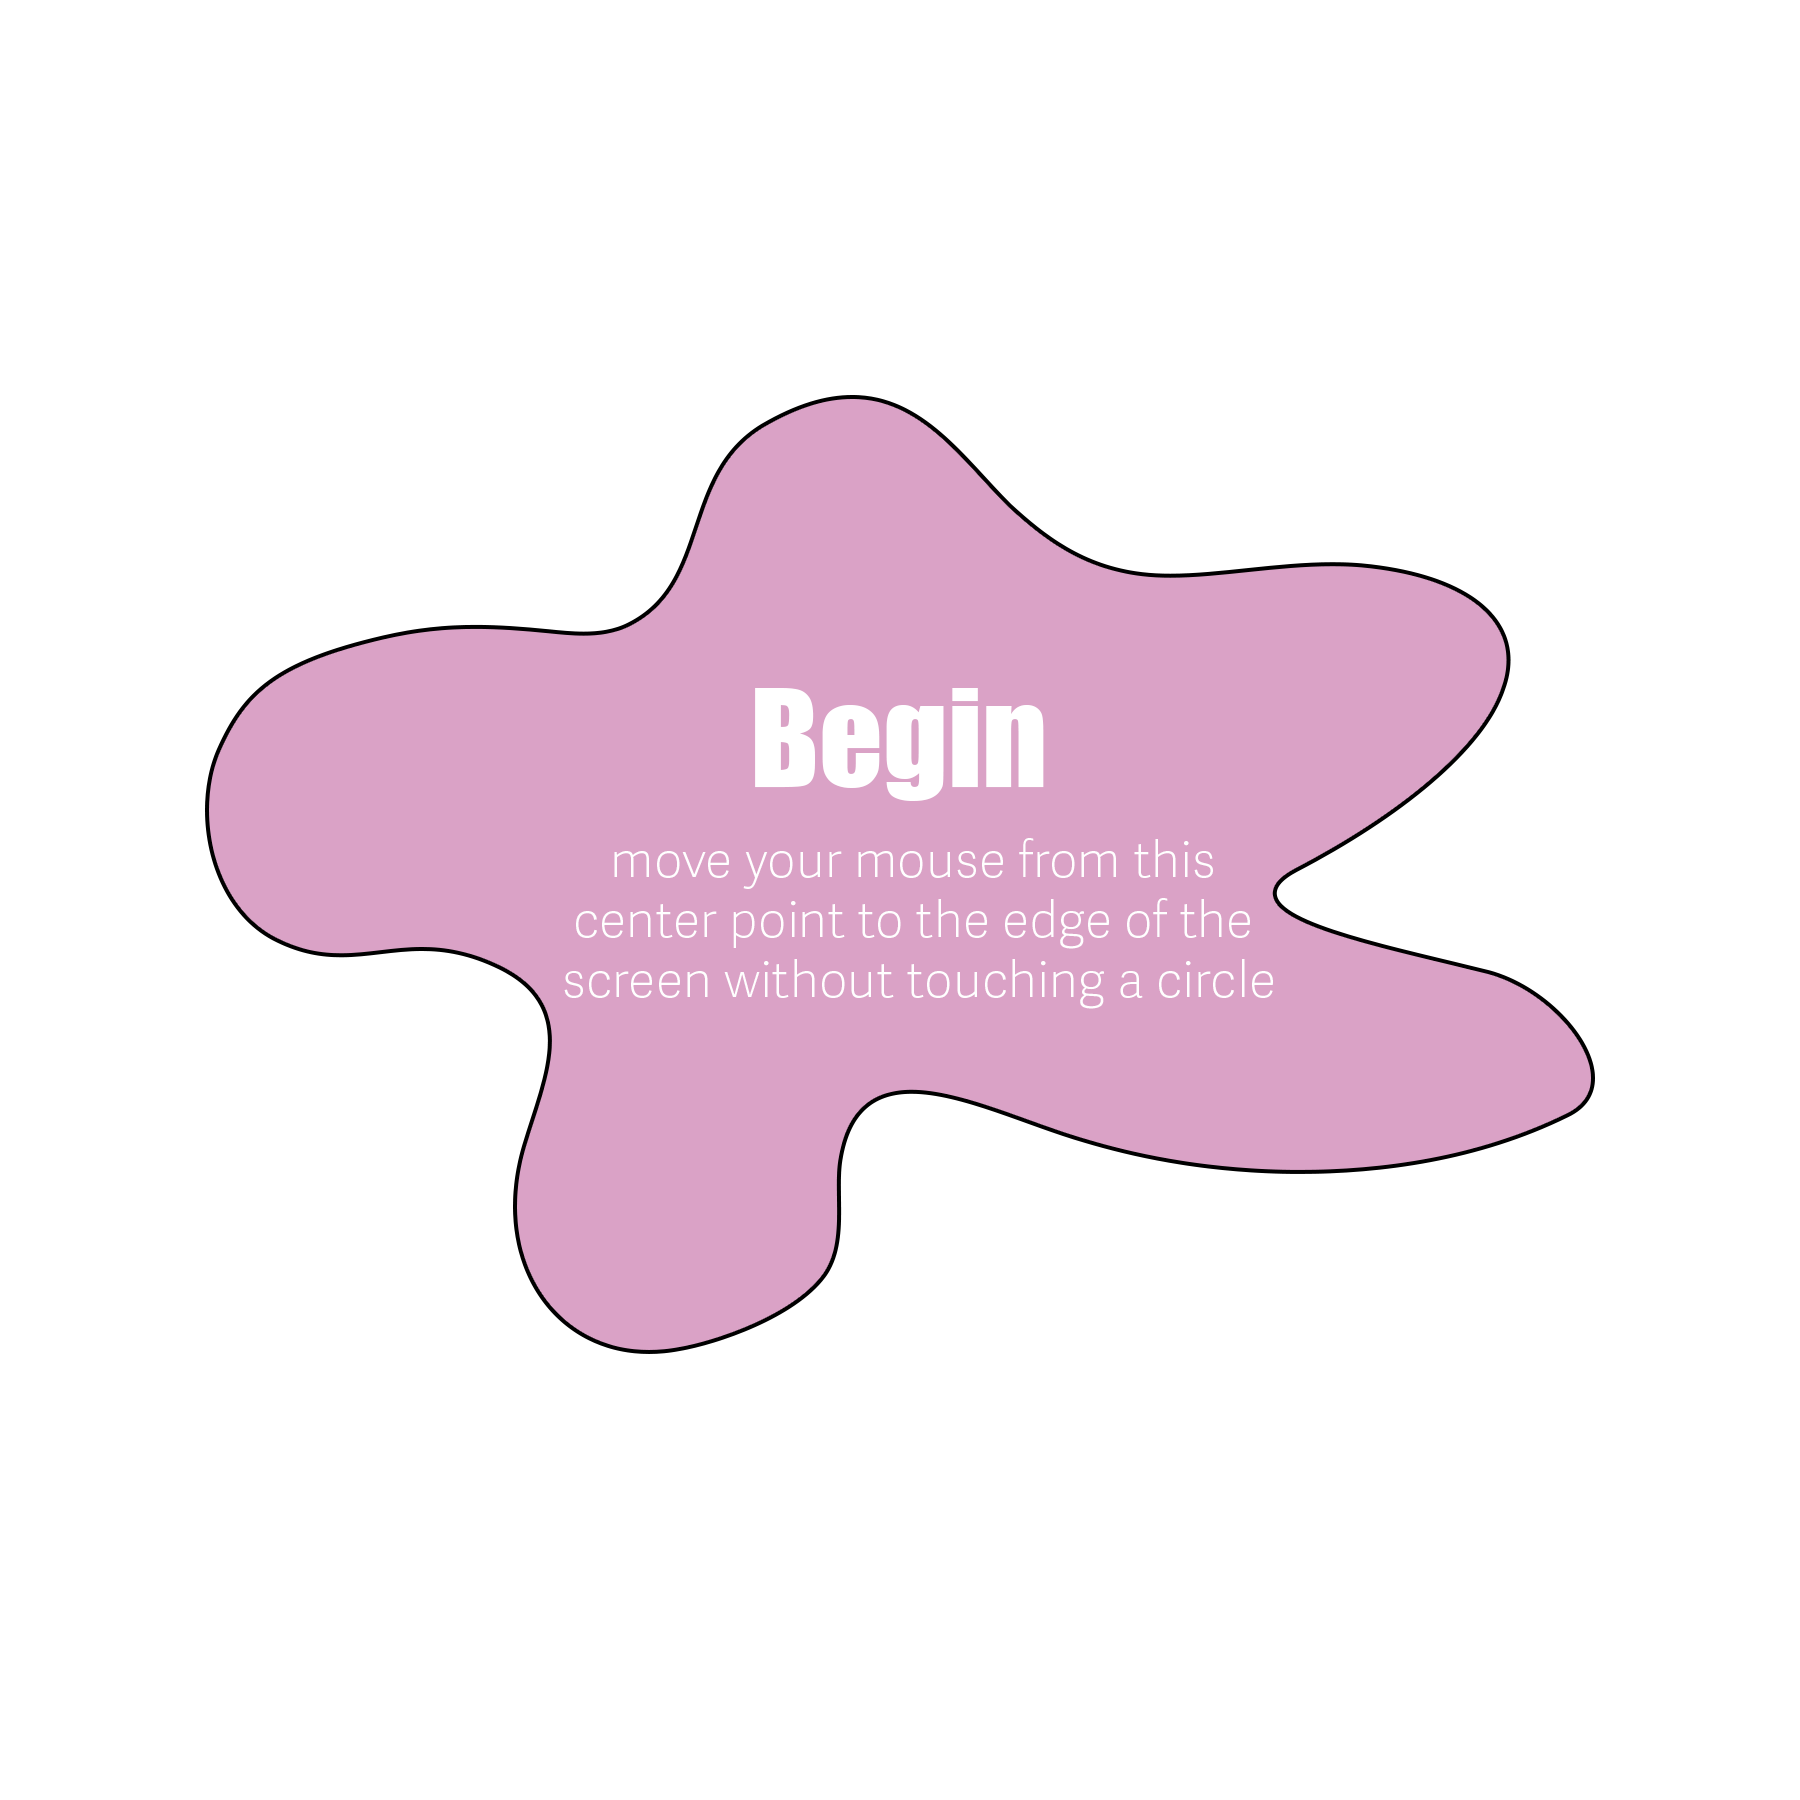 Begin
move your mouse from this
center point to the edge of the
screen without touching a circle